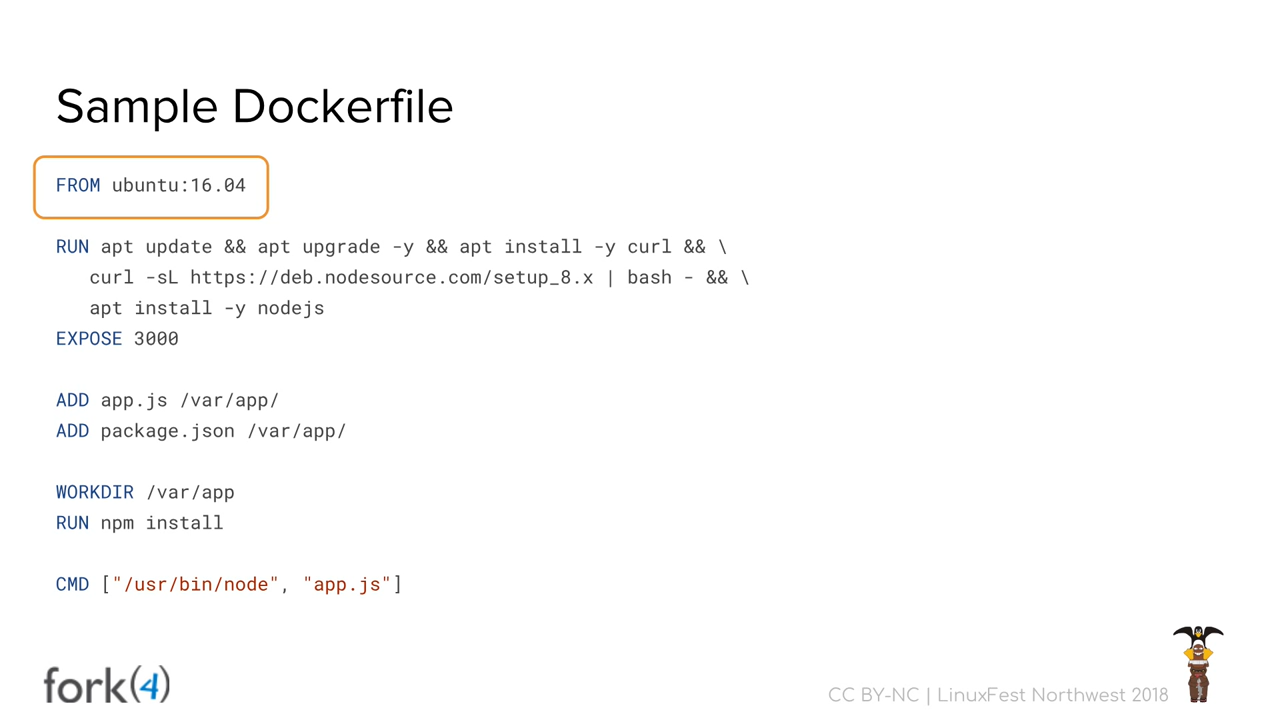 Sample Dockerfile
FROM ubuntu:16.04
RUN apt update && apt upgrade -y && apt install -y curl && \
curl -sL https://deb.nodesource.com/setup_8.x | bash - && \
apt install -y nodejs
EXPOSE 3000
ADD app.js /var/app/
ADD package.json /var/app/
WORKDIR /var/app
RUN npm install
CMD ["/usr/bin/node", "app.js"]
fork(4)
CC BY-NC | LinuxFest Northwest 2018